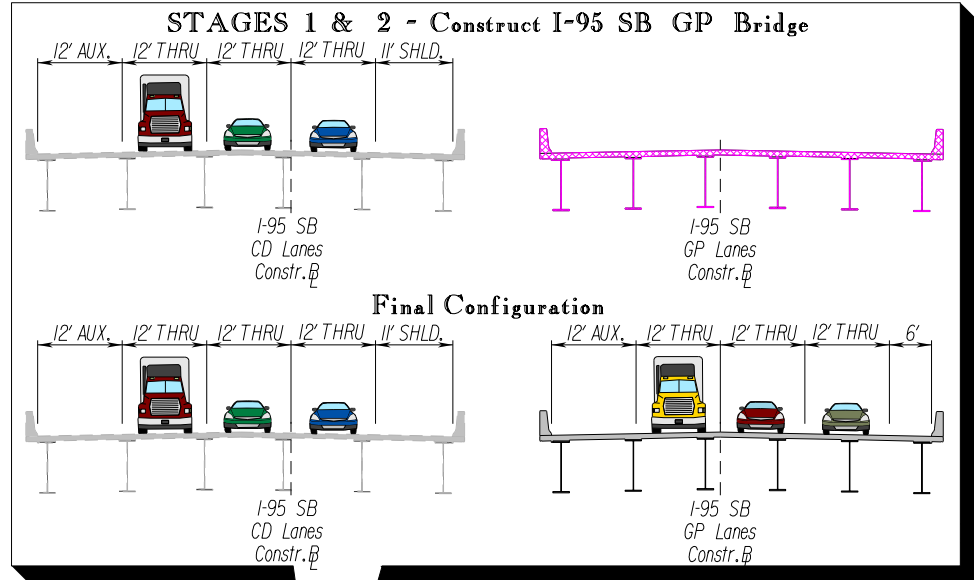 STAGES 1 & 2 - Construct I-95 SB GP Bridge
12' AUX. 12' THRU 12' THRU 12' THRU 11' SHLD.
I-95 SB
CD Lanes
Constr. ⅊
I-95 SB
GP Lanes
Constr. ⅊
Final Configuration
12' AUX. 12' THRU 12' THRU 12' THRU 11' SHLD.
12' AUX. 12' THRU 12' THRU 12' THRU 6'
I-95 SB
CD Lanes
Constr. ⅊
I-95 SB
GP Lanes
Constr. ⅊